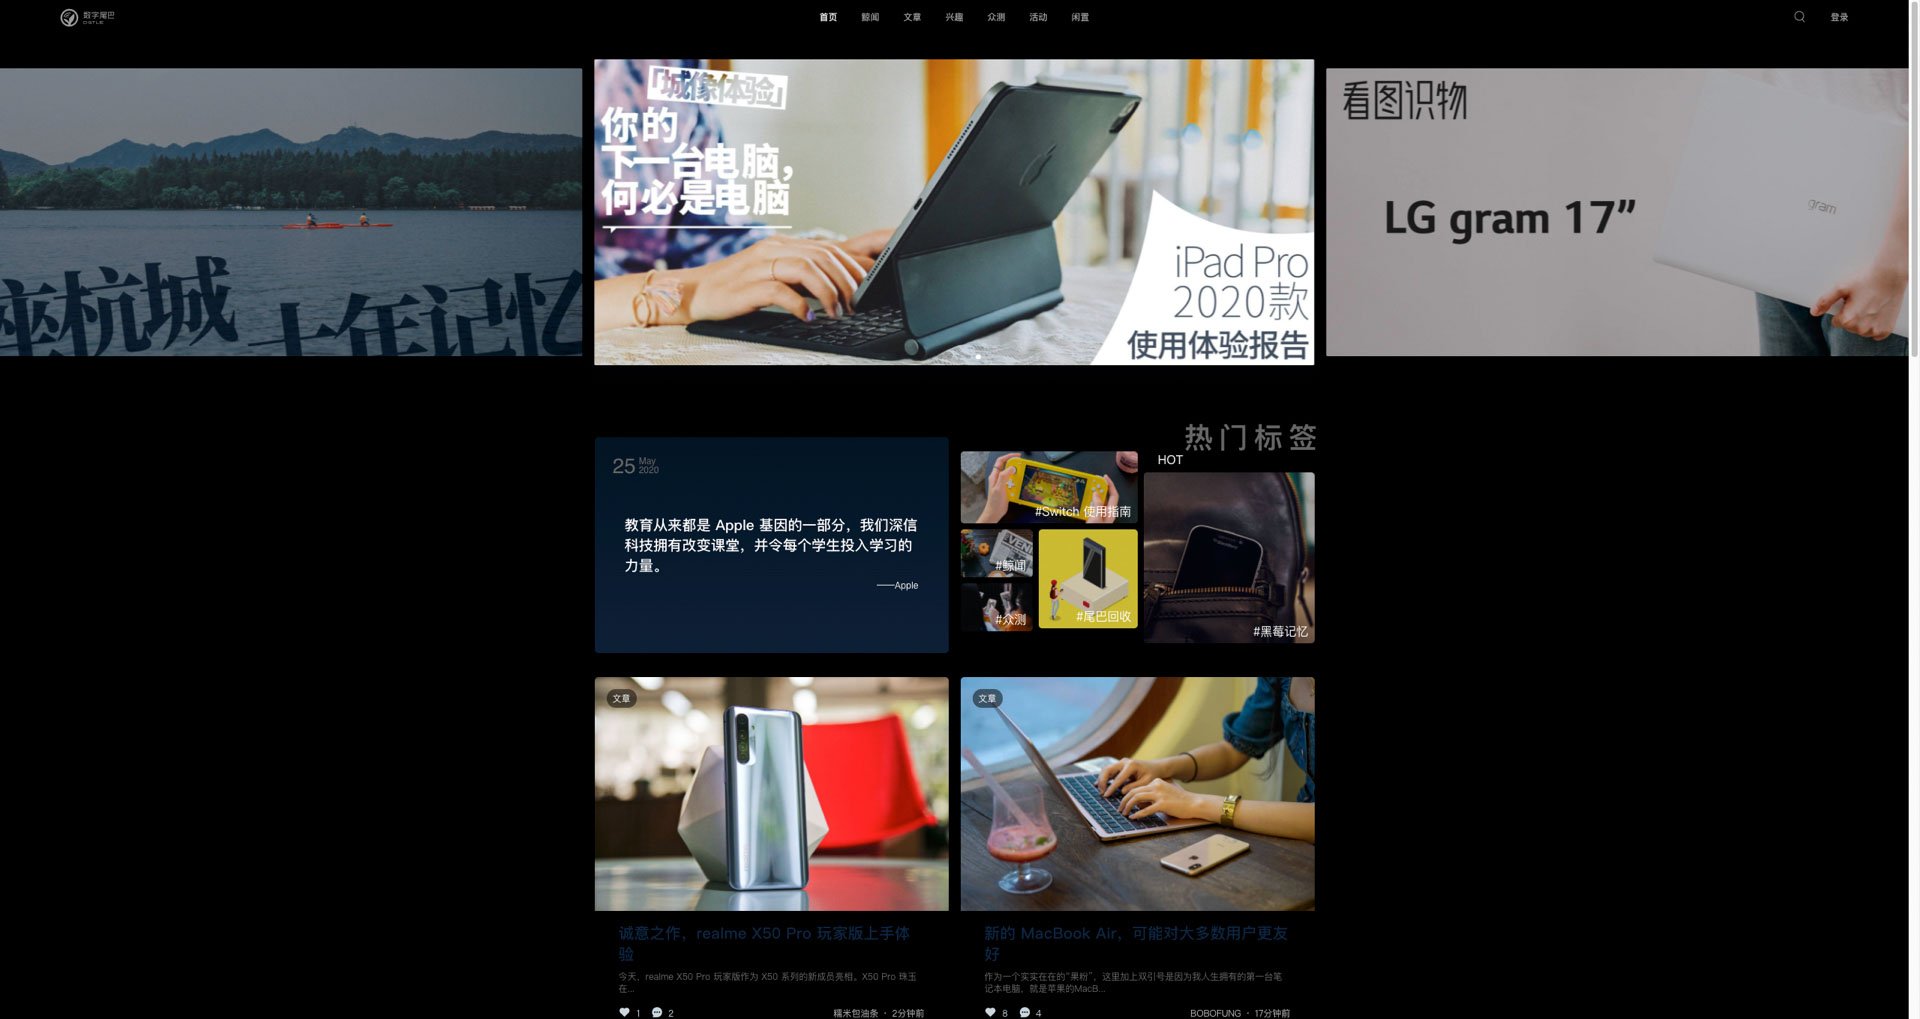 数字尾巴
DGTLE
首页
鲸闻
文章
兴趣
众测
活动
闲置
登录
座杭城
十年记忆
「城像体验」
你的
下一台电脑，
何必是电脑
iPad Pro
2020款
使用体验报告
看图识物
LG gram 17”
gram
25 May
2020
教育从来都是 Apple 基因的一部分，我们深信
科技拥有改变课堂，并令每个学生投入学习的
力量。
——Apple
热门标签
HOT
#Switch 使用指南
#鲸闻
#众测
#尾巴回收
#黑莓记忆
文章
诚意之作，realme X50 Pro 玩家版上手体
验
今天，realme X50 Pro 玩家版作为 X50 系列的新成员亮相，X50 Pro 珠玉
在...
1 2
糯米包油条 · 2分钟前
文章
新的 MacBook Air，可能对大多数用户更友
好
作为一个实实在在的“果粉”，这里加上双引号是因为我人生拥有的第一台笔
记本电脑，就是苹果的MacB...
8 4
BOBOFUNG · 17分钟前